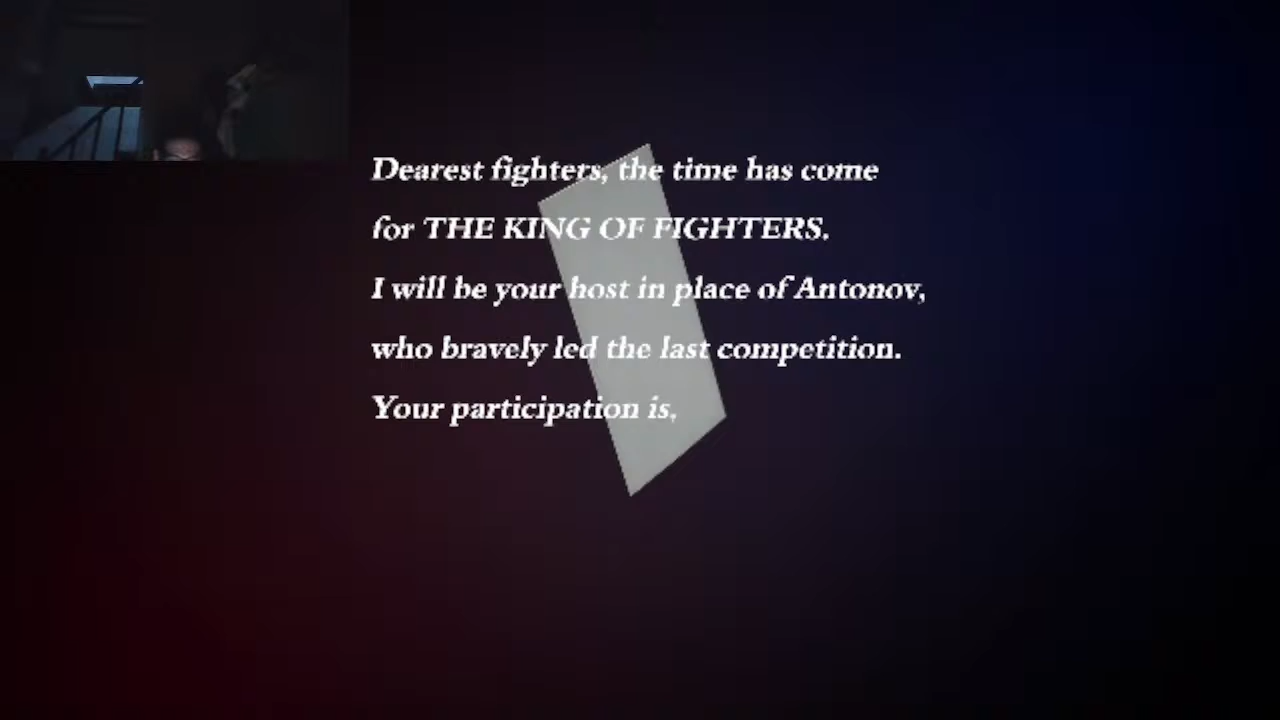 Dearest fighters, the time has come
for THE KING OF FIGHTERS.
I will be your host in place of Antonov,
who bravely led the last competition.
Your participation is,